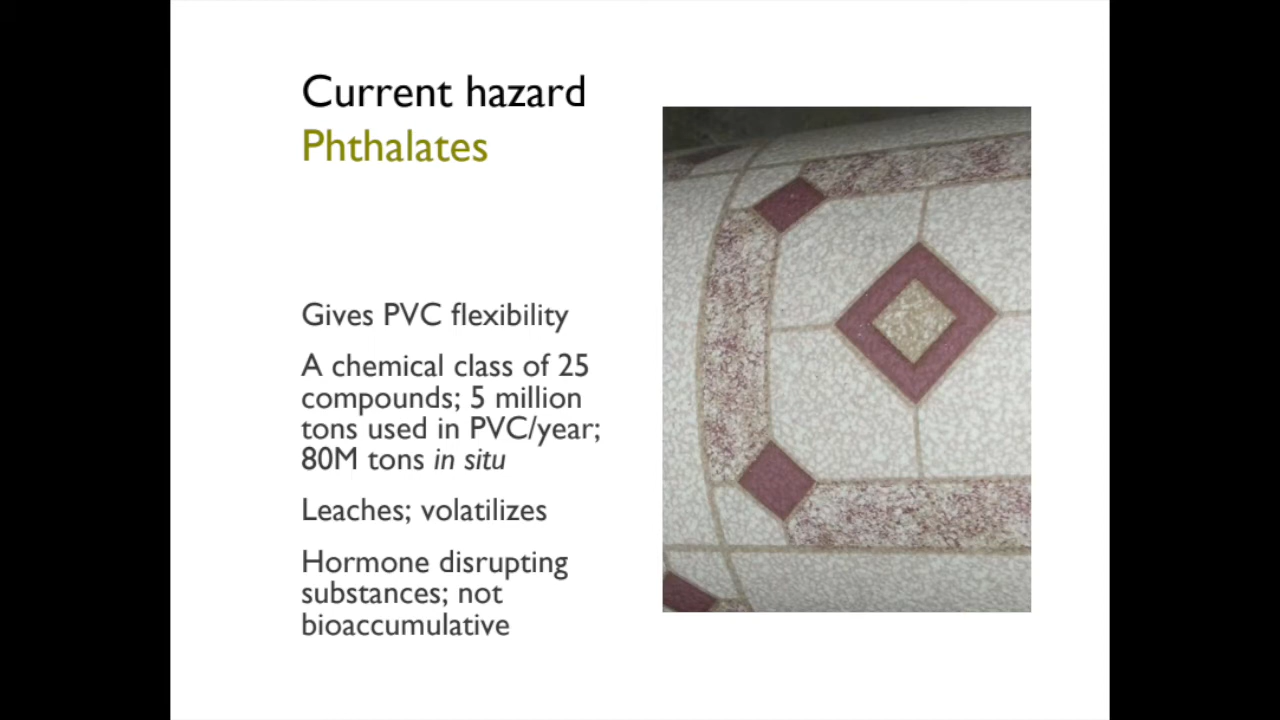 Current hazard
Phthalates
Gives PVC flexibility
A chemical class of 25
compounds; 5 million
tons used in PVC/year;
80M tons in situ
Leaches; volatilizes
Hormone disrupting
substances; not
bioaccumulative